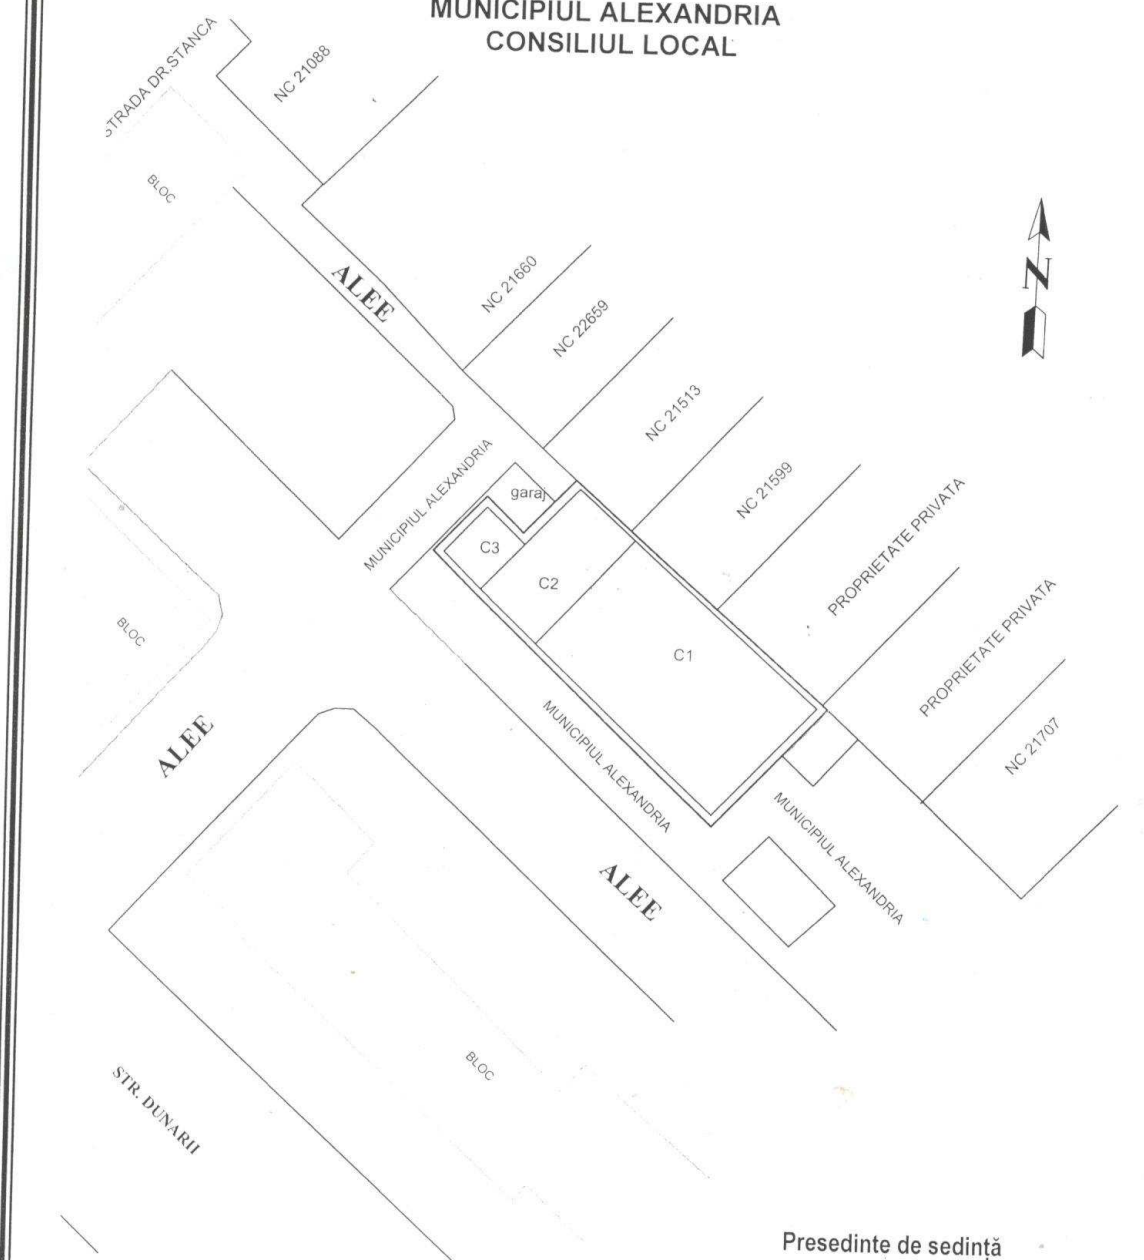 MUNICIPIUL ALEXANDRIA
CONSILIUL LOCAL
STRADA DR.STANCA
NC 21088
BLOC
ALEE
NC 21660
NC 22659
N
NC 21513
MUNICIPIUL ALEXANDRIA
garaj
NC 21599
C3
C2
PROPRIETATE PRIVATA
C1
PROPRIETATE PRIVATA
BLOC
ALEE
MUNICIPIUL ALEXANDRIA
NC 21707
MUNICIPIUL ALEXANDRIA
ALEE
BLOC
STR. DUNARII
Presedinte de sedință